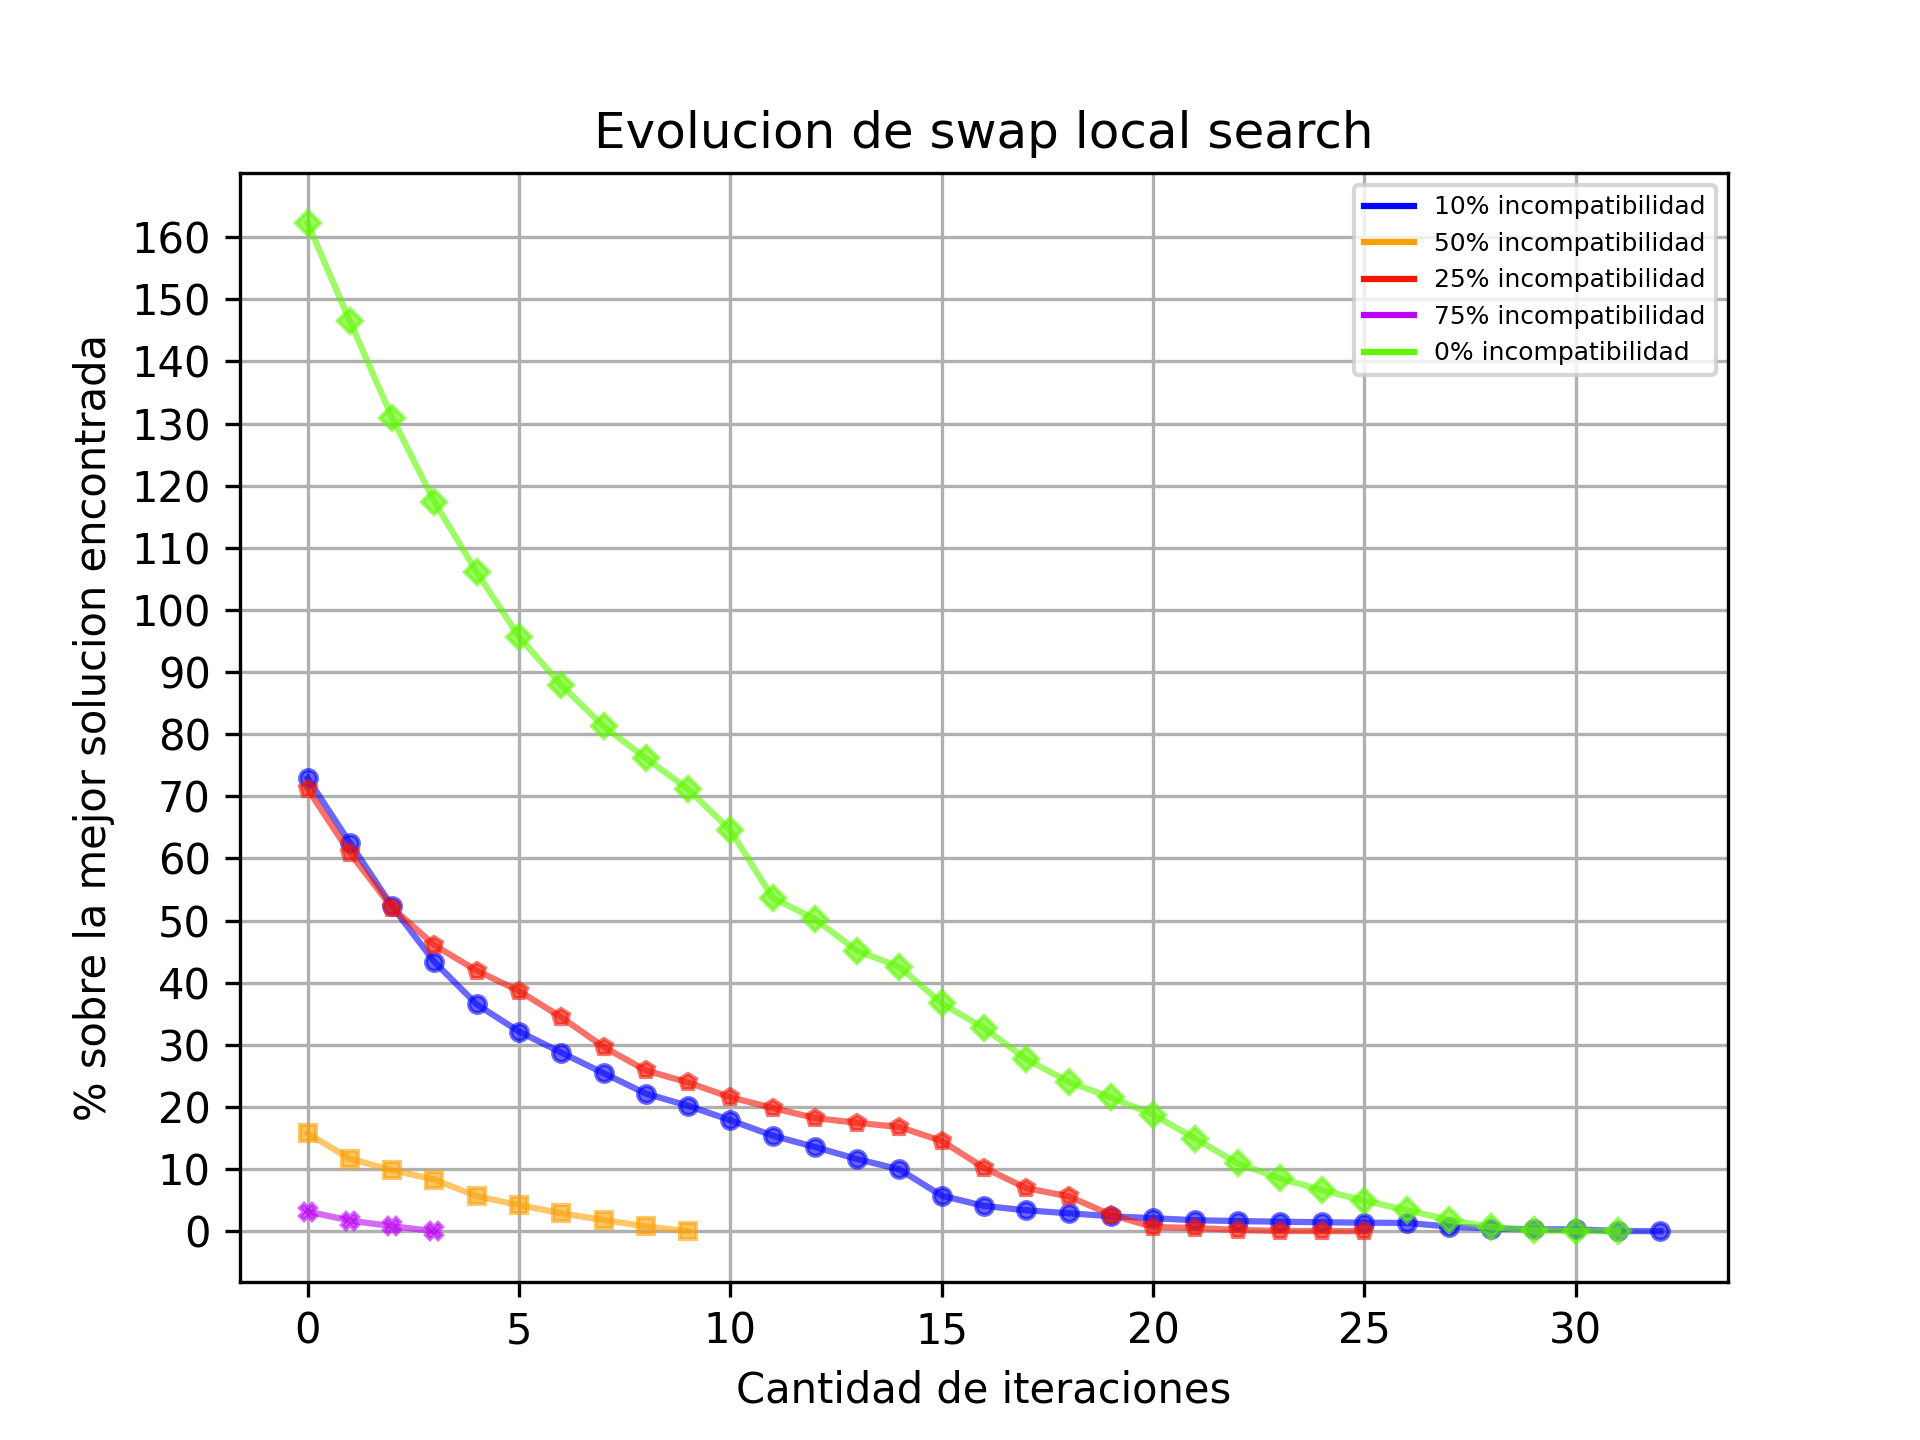 Evolucion de swap local search
10% incompatibilidad
50% incompatibilidad
25% incompatibilidad
75% incompatibilidad
0% incompatibilidad
% sobre la mejor solucion encontrada
160
150
140
130
120
110
100
90
80
70
60
50
40
30
20
10
0
0 5 10 15 20 25 30
Cantidad de iteraciones